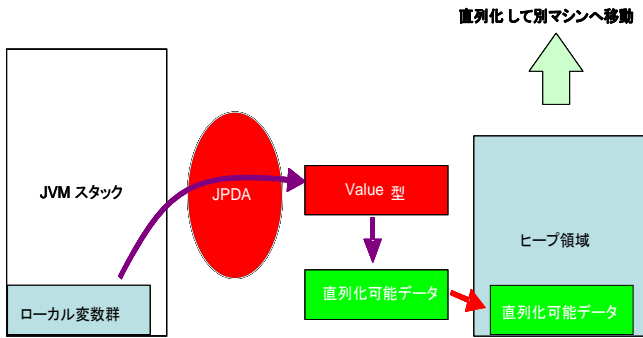 直列化して別マシンへ移動
JVM スタック
JPDA
Value 型
ヒープ領域
ローカル変数群
直列化可能データ
直列化可能データ